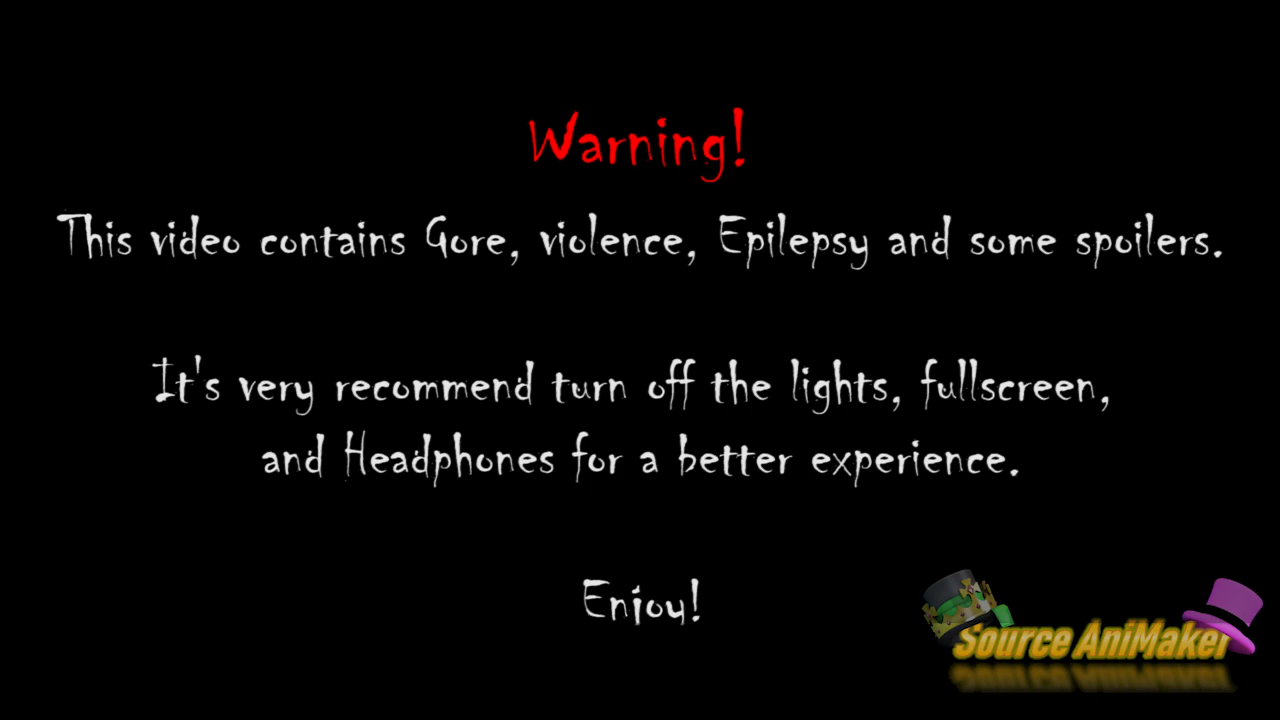 Warning!
This video contains Gore, violence, Epilepsy and some spoilers.
It's very recommend turn off the lights, fullscreen,
and Headphones for a better experience.
Enjoy!
Source AniMaker